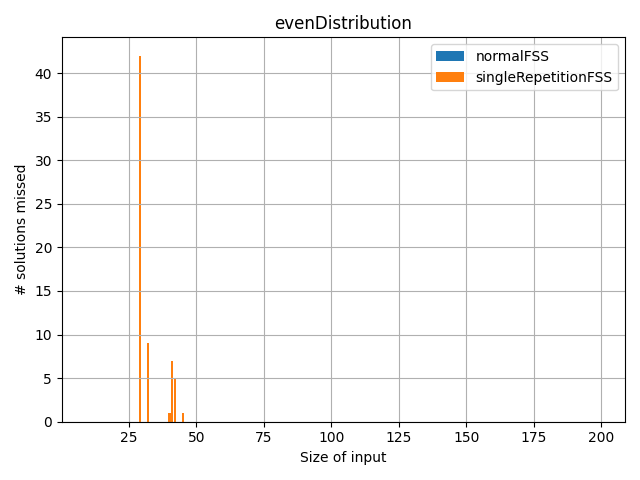 evenDistribution
normalFSS
singleRepetitionFSS
# solutions missed
40
35
30
25
20
15
10
5
0
25 50 75 100 125 150 175 200
Size of input